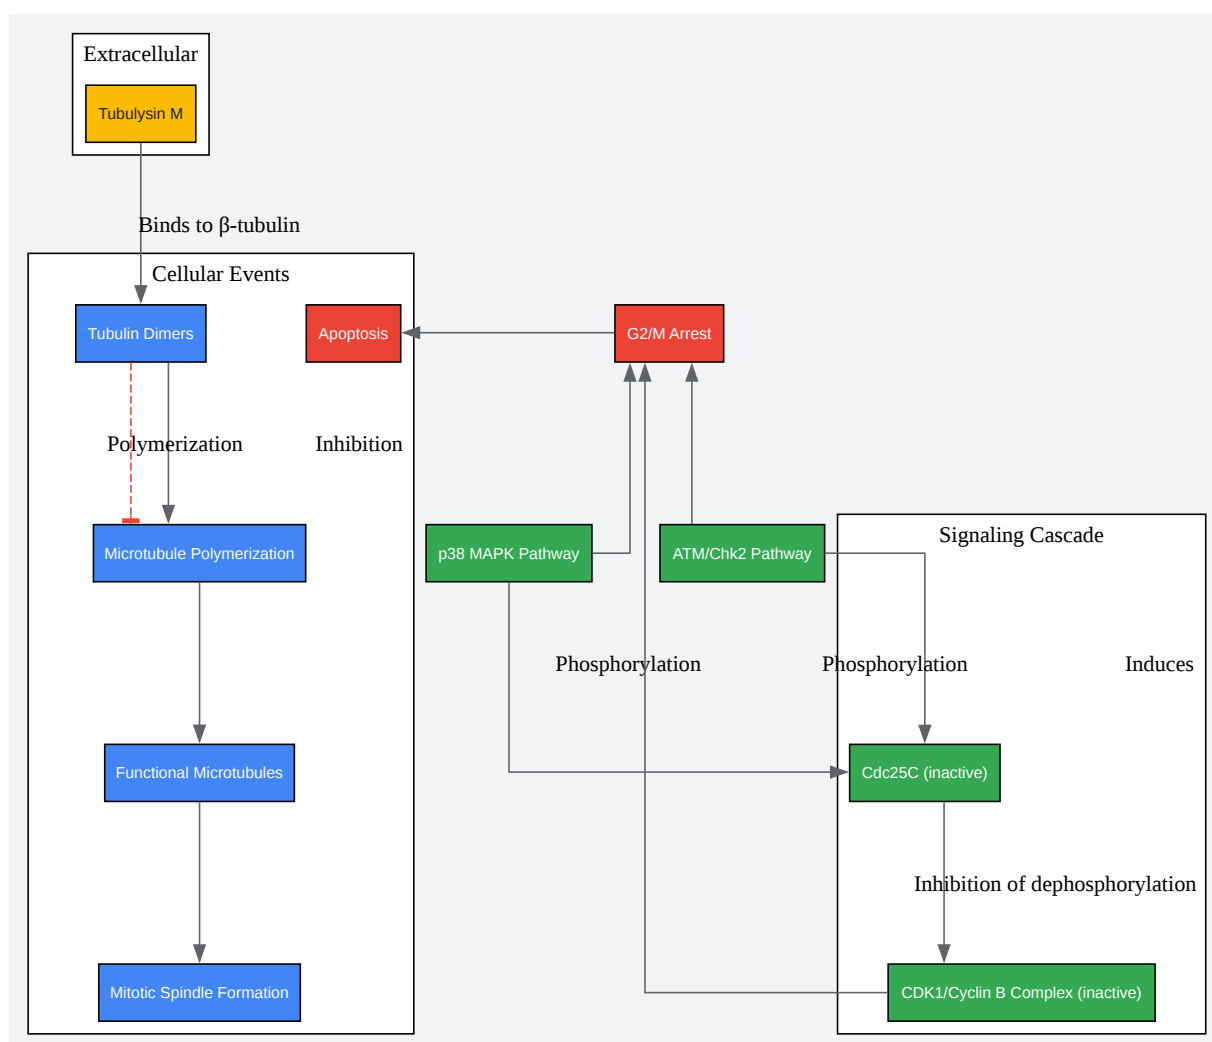 Extracellular
Tubulysin M
Binds to β-tubulin
Cellular Events
Tubulin Dimers
Apoptosis
G2/M Arrest
Polymerization
Inhibition
Microtubule Polymerization
p38 MAPK Pathway
ATM/Chk2 Pathway
Signaling Cascade
Phosphorylation
Phosphorylation
Induces
Functional Microtubules
Cdc25C (inactive)
Inhibition of dephosphorylation
Mitotic Spindle Formation
CDK1/Cyclin B Complex (inactive)